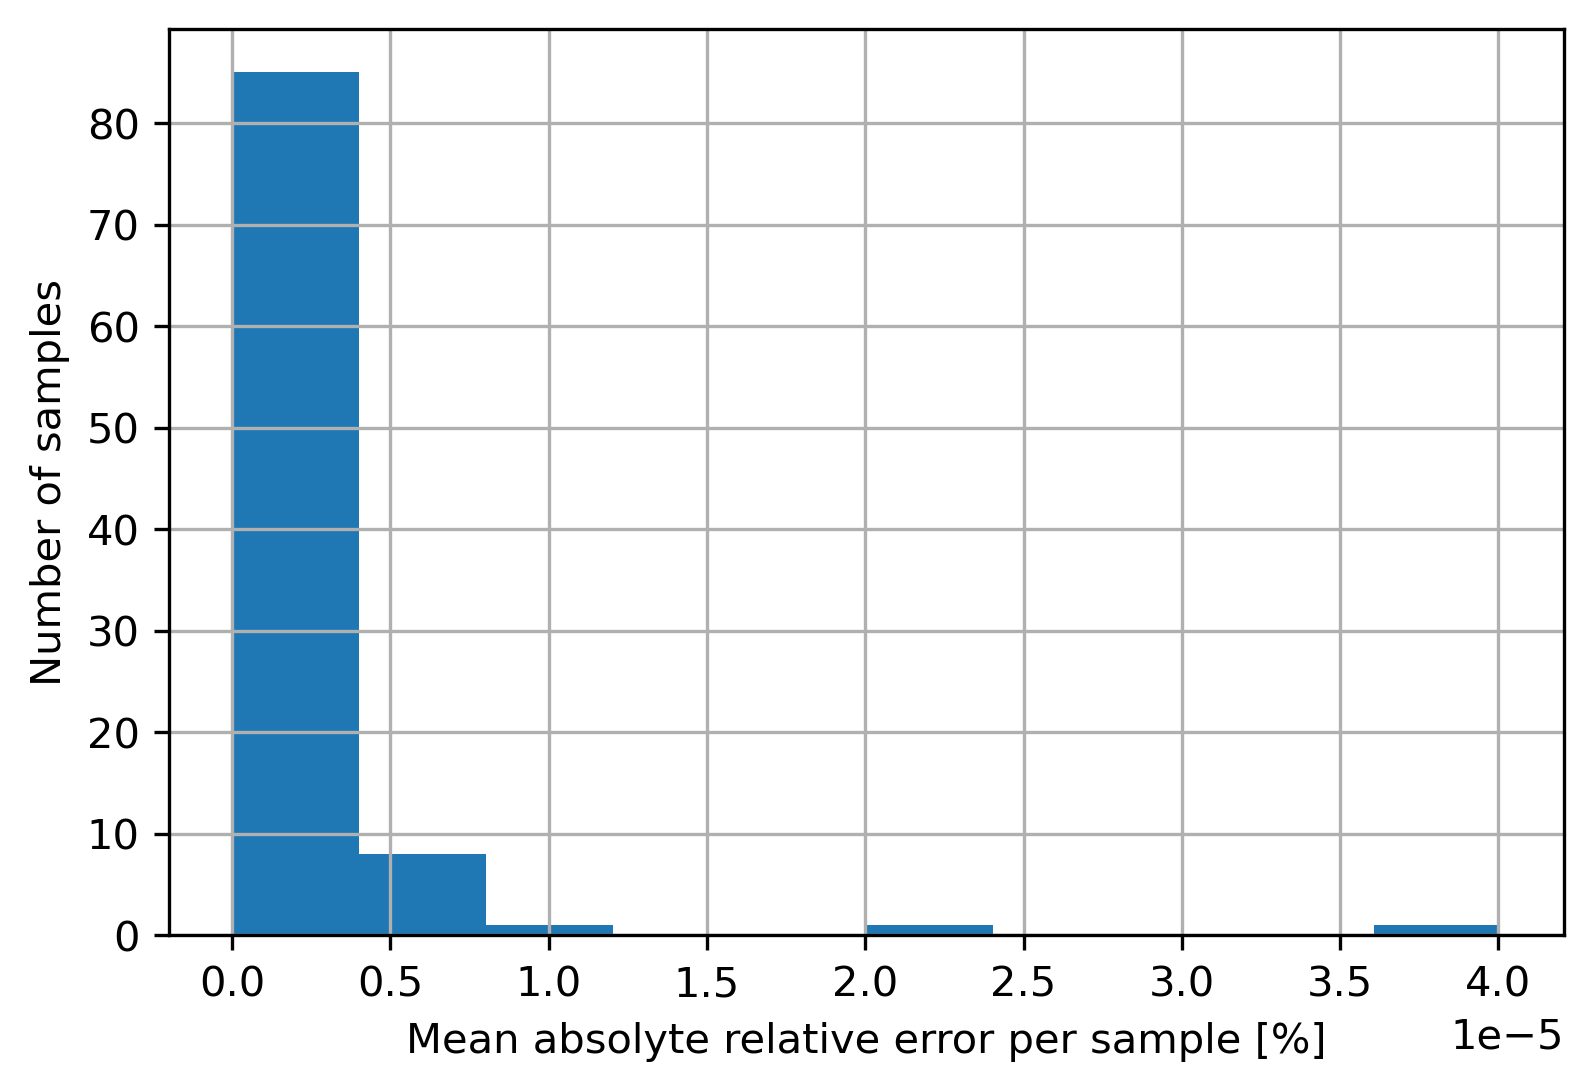 80
70
60
50
40
30
20
10
0
Number of samples
0.0 0.5 1.0 1.5 2.0 2.5 3.0 3.5 4.0
Mean absolyte relative error per sample [%]
1e−5